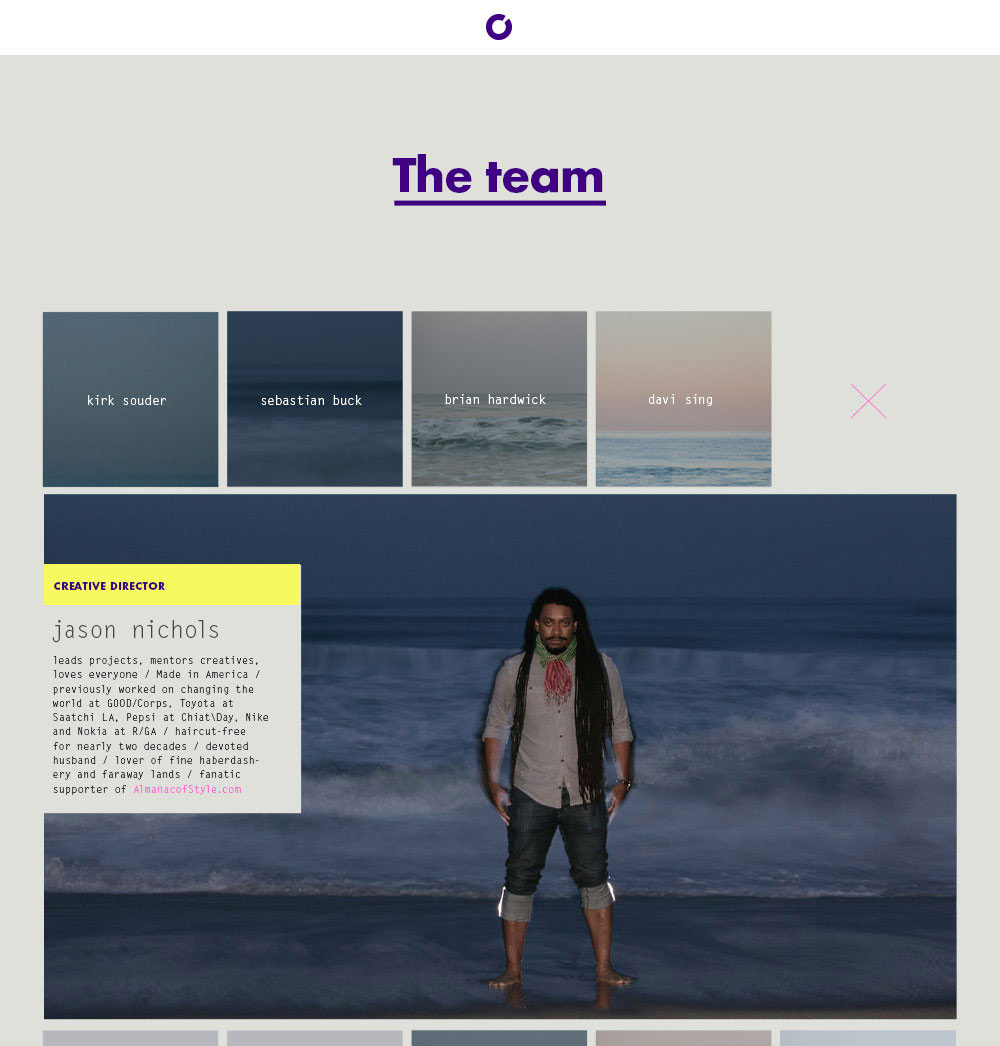 The team
kirk souder
sebastian buck
brian hardwick
davi sing
CREATIVE DIRECTOR
jason nichols
leads projects, mentors creatives,
loves everyone / Made in America /
previously worked on changing the
world at GOOD/Corps, Toyota at
Saatchi LA, Pepsi at Chiat\Day, Nike
and Nokia at R/GA / haircut-free
for nearly two decades / devoted
husband / lover of fine haberdash-
ery and faraway lands / fanatic
supporter of AlmanacofStyle.com